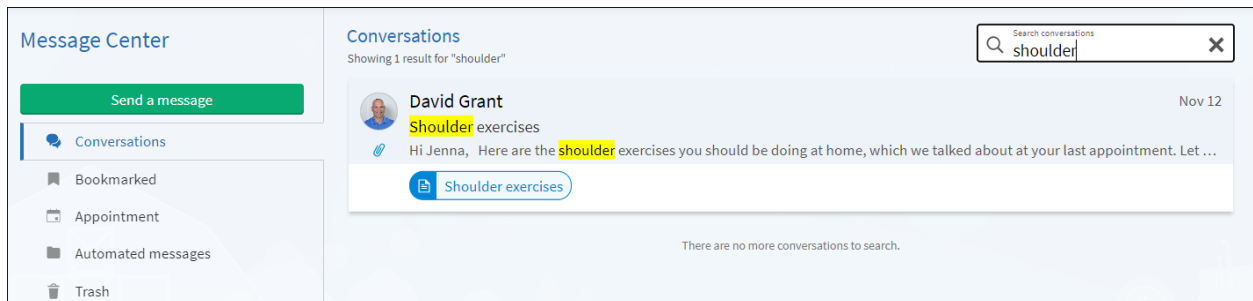 Message Center
Send a message
Conversations
Bookmarked
Appointment
Automated messages
Trash
Conversations
Showing 1 result for "shoulder"
Search conversations
shoulder
David Grant
Nov 12
Shoulder exercises
Hi Jenna, Here are the shoulder exercises you should be doing at home, which we talked about at your last appointment. Let ...
Shoulder exercises
There are no more conversations to search.